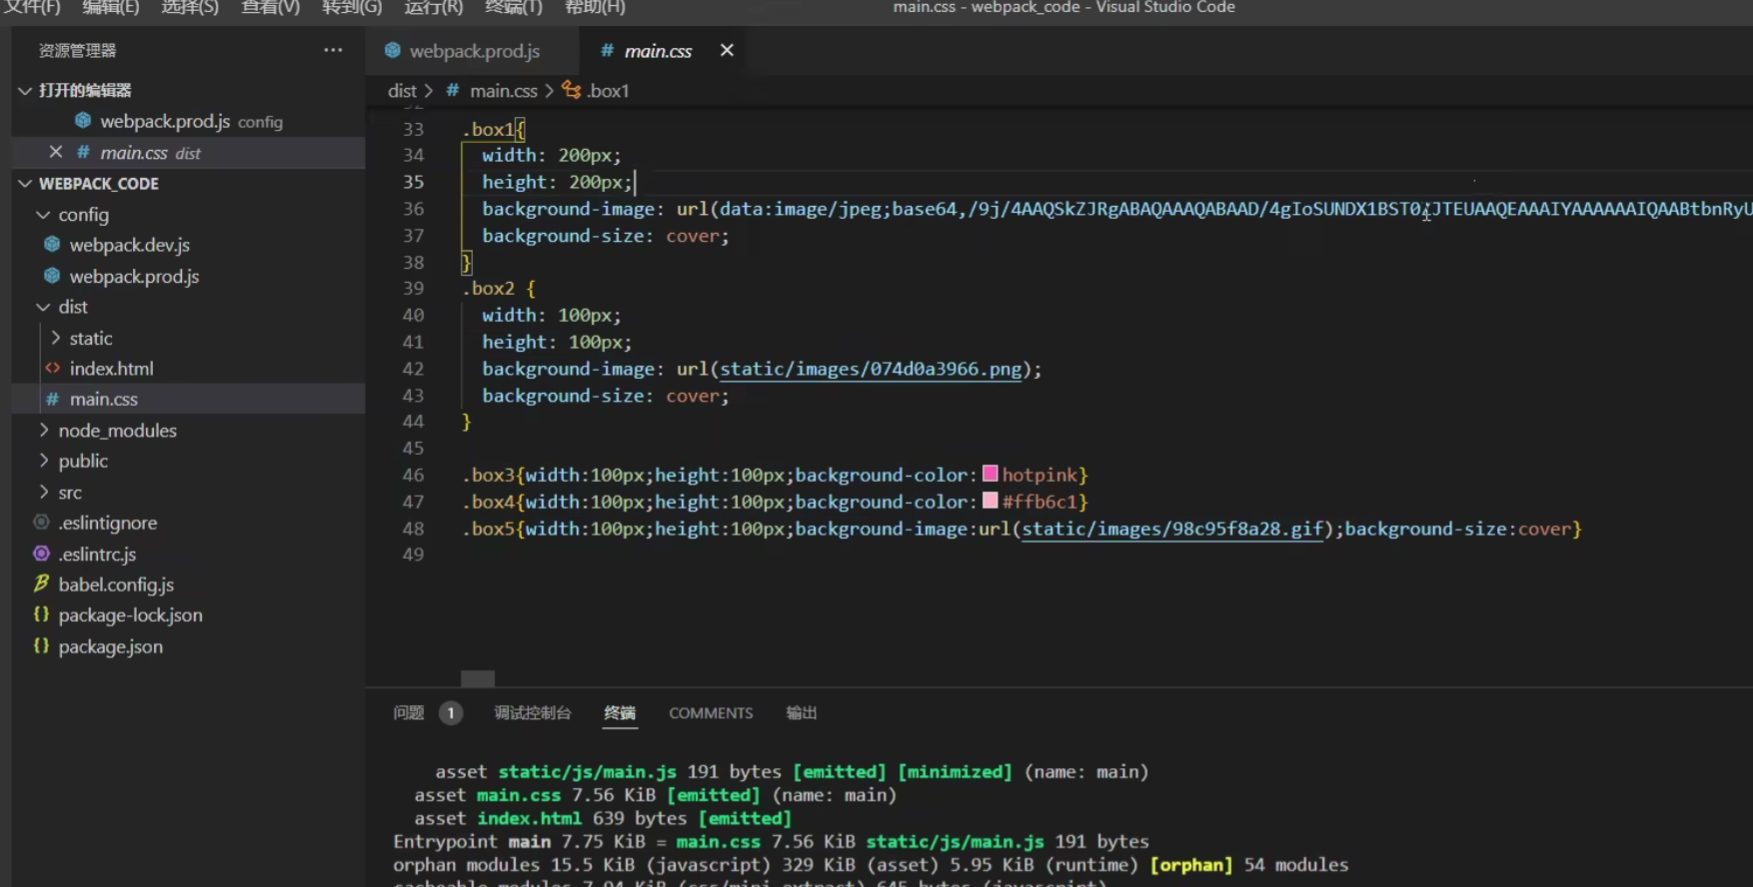 文件(F) 编辑(E) 选择(S) 查看(V) 转到(G) 运行(R) 终端(T) 帮助(H) main.css - webpack_code - Visual Studio Code
资源管理器 ···
打开的编辑器
webpack.prod.js config
main.css dist
WEBPACK_CODE
config
webpack.dev.js
webpack.prod.js
dist
static
index.html
main.css
node_modules
public
src
.eslintignore
.eslintrc.js
babel.config.js
package-lock.json
package.json
webpack.prod.js # main.css
dist > # main.css > .box1
33 .box1{
34 width: 200px;
35 height: 200px;
36 background-image: url(data:image/jpeg;base64,/9j/4AAQSkZJRgABAQAAAQABAAD/
37 background-size: cover;
38 }
39 .box2 {
40 width: 100px;
41 height: 100px;
42 background-image: url(static/images/074d0a3966.png);
43 background-size: cover;
44 }
45
46 .box3{width:100px;height:100px;background-color:hotpink}
47 .box4{width:100px;height:100px;background-color:#ffb6c1}
48 .box5{width:100px;height:100px;background-image:url(static/images/98c95f8a28.gif);background-size:cover}
49
问题 1 调试控制台 终端 COMMENTS 输出
asset static/js/main.js 191 bytes [emitted] [minimized] (name: main)
asset main.css 7.56 KiB [emitted] (name: main)
asset index.html 639 bytes [emitted]
Entrypoint main 7.75 KiB = main.css 7.56 KiB static/js/main.js 191 bytes
orphan modules 15.5 KiB (javascript) 329 KiB (asset) 5.95 KiB (runtime) [orphan] 54 modules